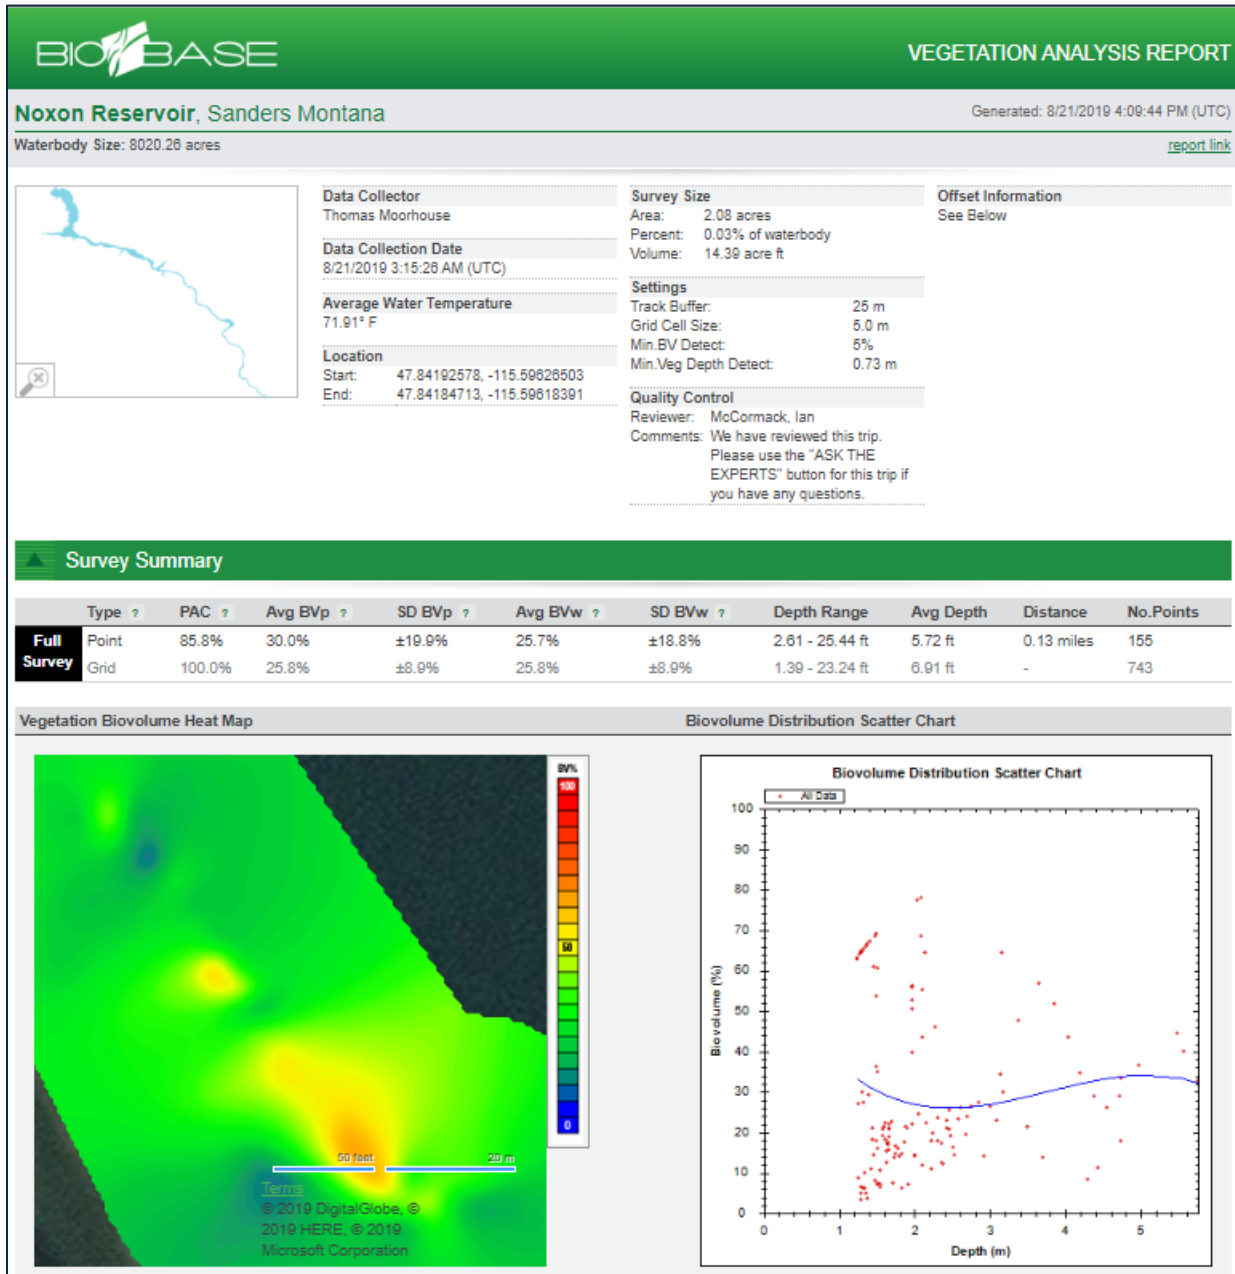 BIOBASE
VEGETATION ANALYSIS REPORT
Noxon Reservoir, Sanders Montana
Generated: 8/21/2019 4:09:44 PM (UTC)
Waterbody Size: 8020.26 acres
report link
Data Collector
Thomas Moorhouse
Data Collection Date
8/21/2019 3:15:26 AM (UTC)
Average Water Temperature
71.91° F
Location
Start: 47.84192578, -115.59626503
End: 47.84184713, -115.59618391
Survey Size
Area: 2.08 acres
Percent: 0.03% of waterbody
Volume: 14.39 acre ft
Settings
Track Buffer: 25 m
Grid Cell Size: 5.0 m
Min.BV Detect: 5%
Min.Veg Depth Detect: 0.73 m
Quality Control
Reviewer: McCormack, Ian
Comments: We have reviewed this trip.
Please use the "ASK THE
EXPERTS" button for this trip if
you have any questions.
Offset Information
See Below
Survey Summary
Type ? PAC ? Avg BVp ? SD BVp ? Avg BVw ? SD BVw ? Depth Range Avg Depth Distance No.Points
Full Survey
Point 85.8% 30.0% ±19.9% 25.7% ±18.8% 2.61 - 25.44 ft 5.72 ft 0.13 miles 155
Grid 100.0% 25.8% ±8.9% 25.8% ±8.9% 1.39 - 23.24 ft 6.91 ft - 743
Vegetation Biovolume Heat Map
Biovolume Distribution Scatter Chart
BV%
100
50
0
50 feet 20 m
Terms
© 2019 DigitalGlobe, ©
2019 HERE, © 2019
Microsoft Corporation
Biovolume Distribution Scatter Chart
All Data
100
90
80
70
60
50
40
30
20
10
0
Biovolume (%)
0 1 2 3 4 5
Depth (m)